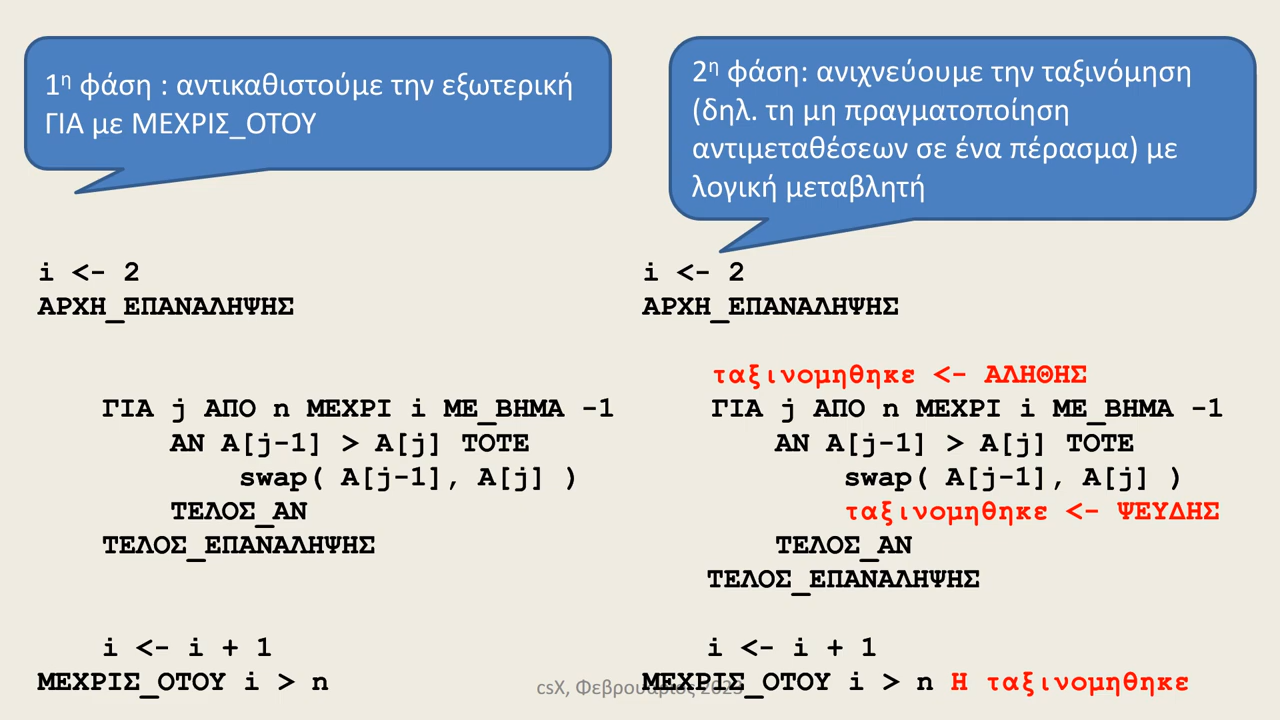 1η φάση : αντικαθιστούμε την εξωτερική
ΓΙΑ με ΜΕΧΡΙΣ_ΟΤΟΥ
i <- 2
ΑΡΧΗ_ΕΠΑΝΑΛΗΨΗΣ
ΓΙΑ j ΑΠΟ n ΜΕΧΡΙ i ΜΕ_ΒΗΜΑ -1
ΑΝ A[j-1] > A[j] ΤΟΤΕ
swap( A[j-1], A[j] )
ΤΕΛΟΣ_ΑΝ
ΤΕΛΟΣ_ΕΠΑΝΑΛΗΨΗΣ
i <- i + 1
ΜΕΧΡΙΣ_ΟΤΟΥ i > n
2η φάση: ανιχνεύουμε την ταξινόμηση
(δηλ. τη μη πραγματοποίηση
αντιμεταθέσεων σε ένα πέρασμα) με
λογική μεταβλητή
i <- 2
ΑΡΧΗ_ΕΠΑΝΑΛΗΨΗΣ
ταξινομηθηκε <- ΑΛΗΘΗΣ
ΓΙΑ j ΑΠΟ n ΜΕΧΡΙ i ΜΕ_ΒΗΜΑ -1
ΑΝ A[j-1] > A[j] ΤΟΤΕ
swap( A[j-1], A[j] )
ταξινομηθηκε <- ΨΕΥΔΗΣ
ΤΕΛΟΣ_ΑΝ
ΤΕΛΟΣ_ΕΠΑΝΑΛΗΨΗΣ
i <- i + 1
ΜΕΧΡΙΣ_ΟΤΟΥ i > n Η ταξινομηθηκε
csX, Φεβρουάριος 2023